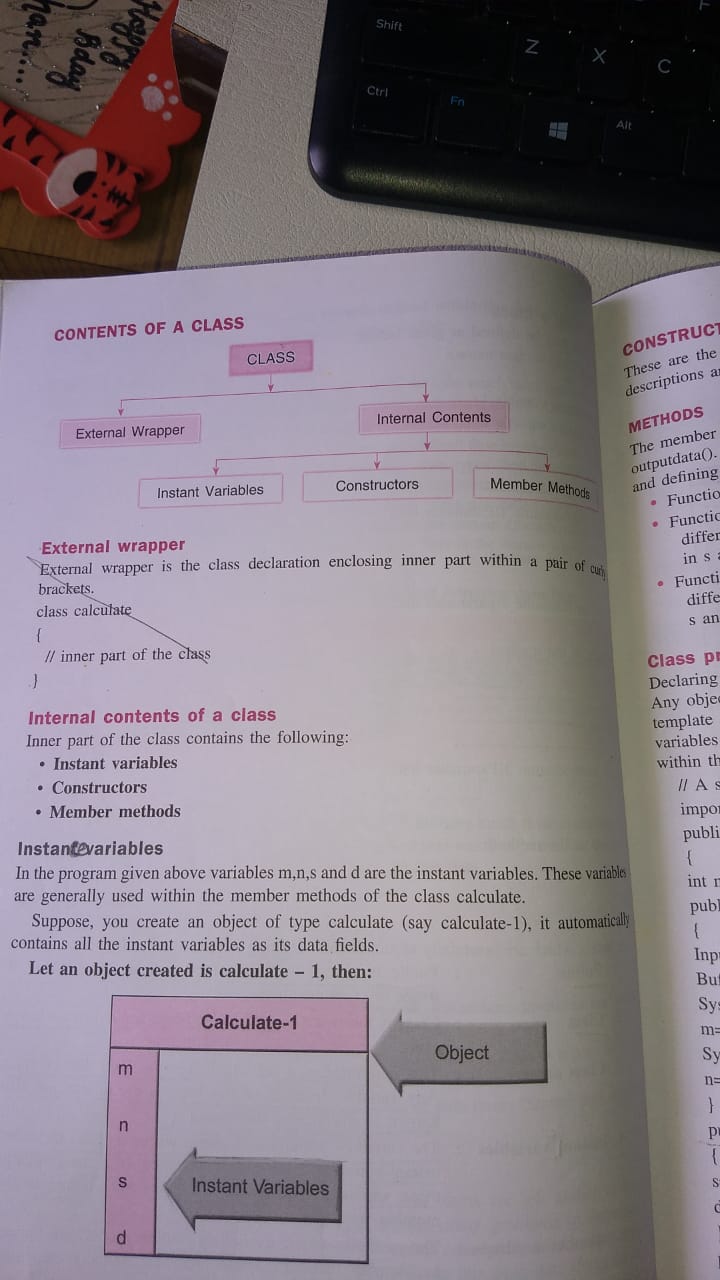 Happy
Bday
Shift
Z
X
C
Ctrl
Fn
Alt
CONTENTS OF A CLASS
CLASS
External Wrapper
Internal Contents
Instant Variables
Constructors
Member Methods
External wrapper
External wrapper is the class declaration enclosing inner part within a pair of curly
brackets.
class calculate
{
// inner part of the class
}
Internal contents of a class
Inner part of the class contains the following:
• Instant variables
• Constructors
• Member methods
variables
In the program given above variables m,n,s and d are the instant variables. These variables
are generally used within the member methods of the class calculate.
Suppose, you create an object of type calculate (say calculate-1), it automatically
contains all the instant variables as its data fields.
Let an object created is calculate – 1, then:
Calculate-1
Object
m
n
s
Instant Variables
d
CONSTRUCT
These are the
descriptions a
METHODS
The member
outputdata().
and defining
• Functio
• Functic
differ
in s
• Functi
diffe
s an
Class pr
Declaring
Any obje
template
variables
within th
// A s
impor
publi
{
int
publ
{
Inp
Buf
Sys
m=
Sy
n=
}
{
s